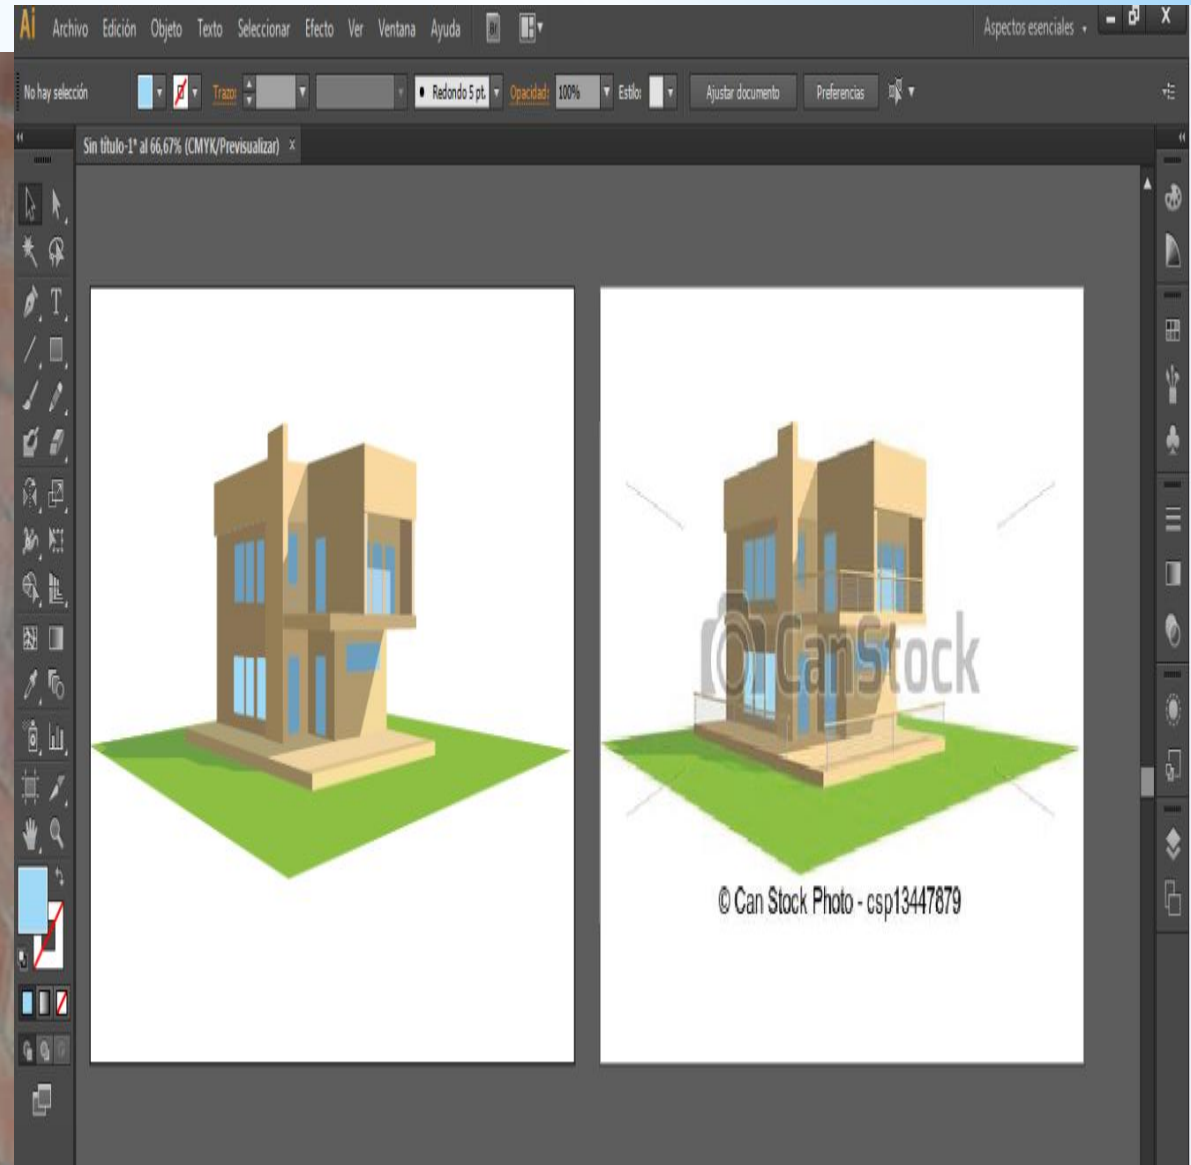 Ai Archivo Edición Objeto Texto Seleccionar Efecto Ver Ventana Ayuda Br Aspectos esenciales X
No hay selección Trazo: Redondo 5 pt. Opacidad: 100% Estilo: Ajustar documento Preferencias
Sin título-1* al 66,67% (CMYK/Previsualizar) x
CanStock
© Can Stock Photo - csp13447879